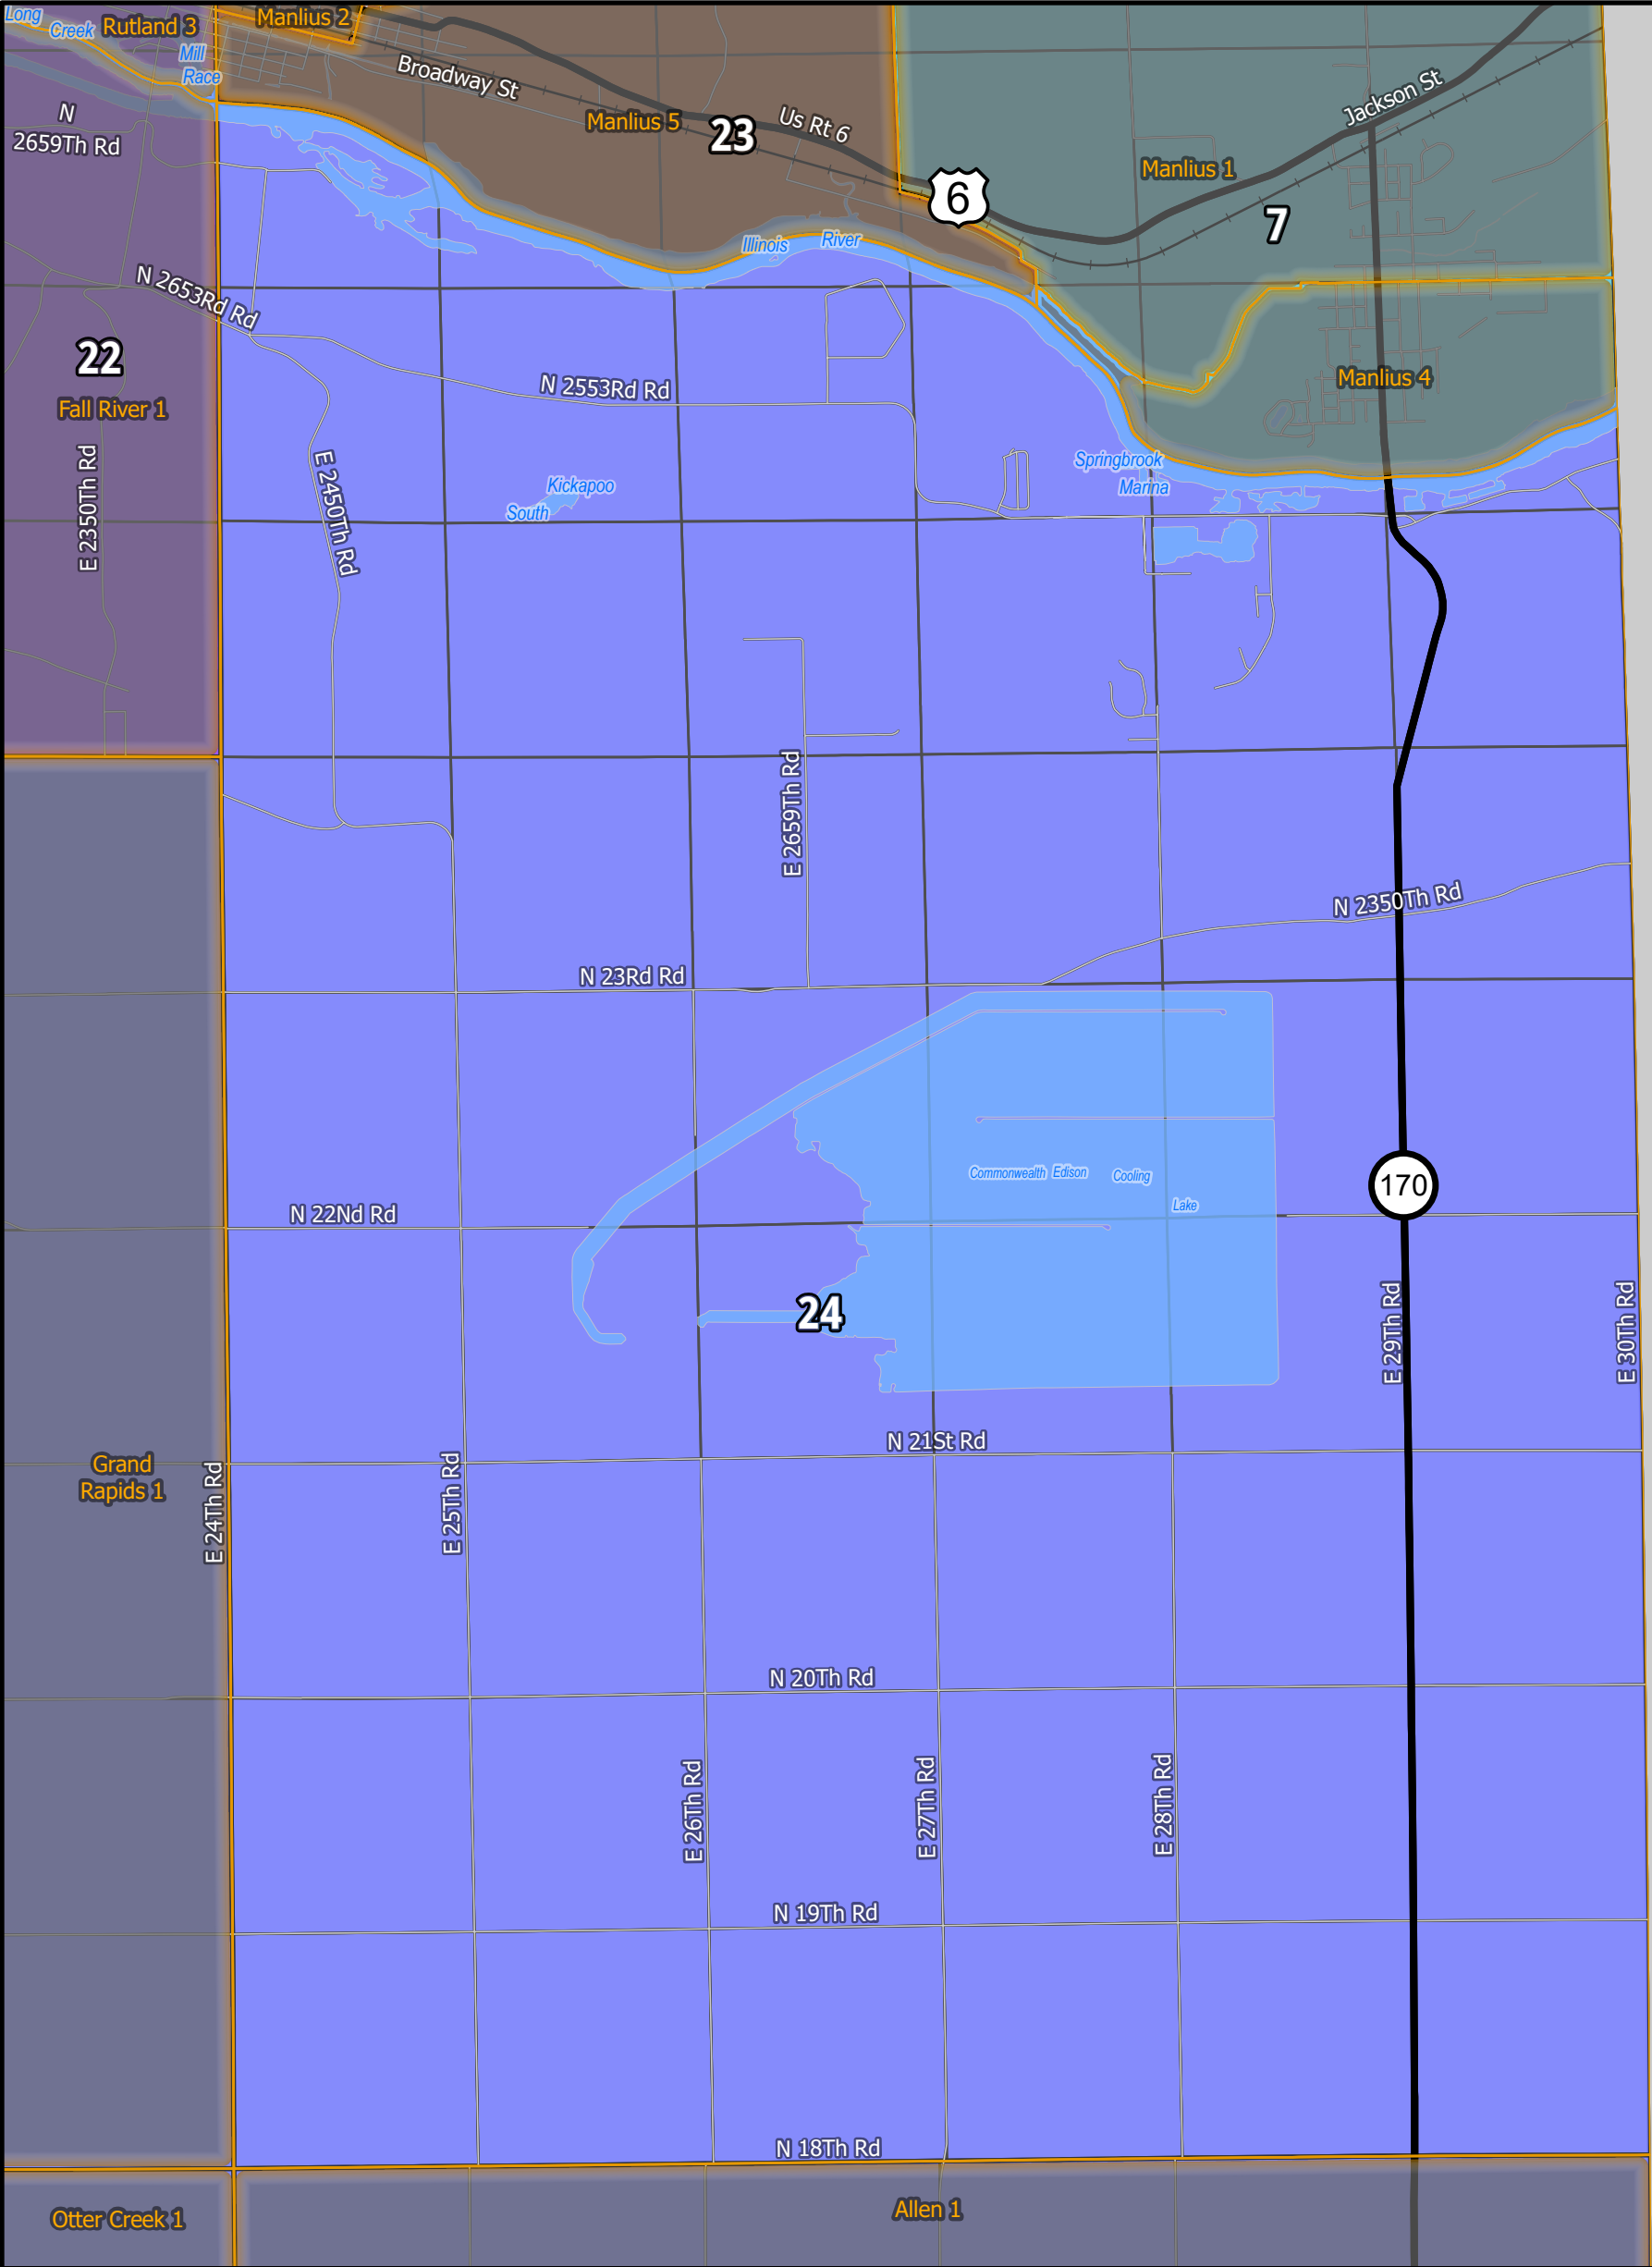 Long
Creek
Rutland 3
Manlius 2
Mill
Race
Broadway St
Manlius 5
23
Us Rt 6
6
Jackson St
Manlius 1
7
N
2659Th Rd
Illinois River
N 2653Rd Rd
22
Fall River 1
N 2553Rd Rd
Manlius 4
E 2350Th Rd
E 2450Th Rd
Kickapoo
South
Springbrook
Marina
E 2659Th Rd
N 2350Th Rd
N 23Rd Rd
Commonwealth Edison Cooling
Lake
170
N 22Nd Rd
24
E 29Th Rd
E 30Th Rd
N 21St Rd
Grand
Rapids 1
E 24Th Rd
E 25Th Rd
N 20Th Rd
E 26Th Rd
E 27Th Rd
E 28Th Rd
N 19Th Rd
N 18Th Rd
Otter Creek 1
Allen 1